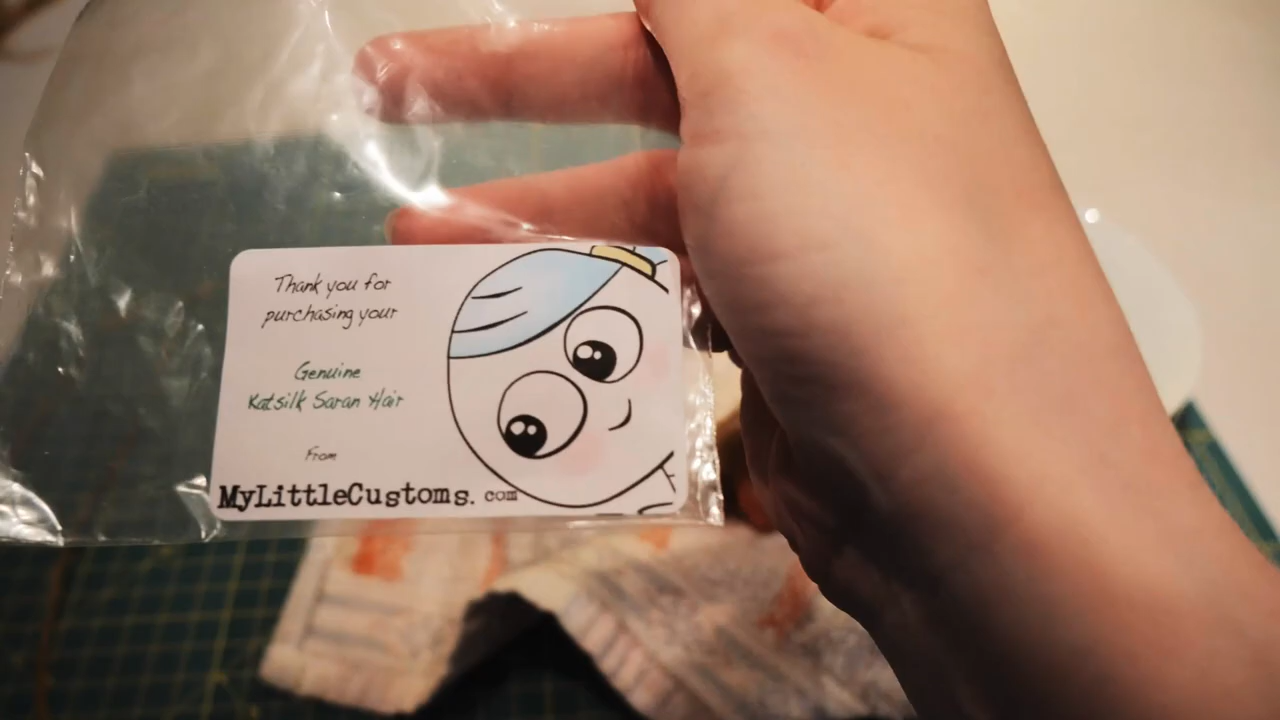 Thank you for
purchasing your
Genuine
Katsilk Saran Hair
From
MyLittleCustoms.com